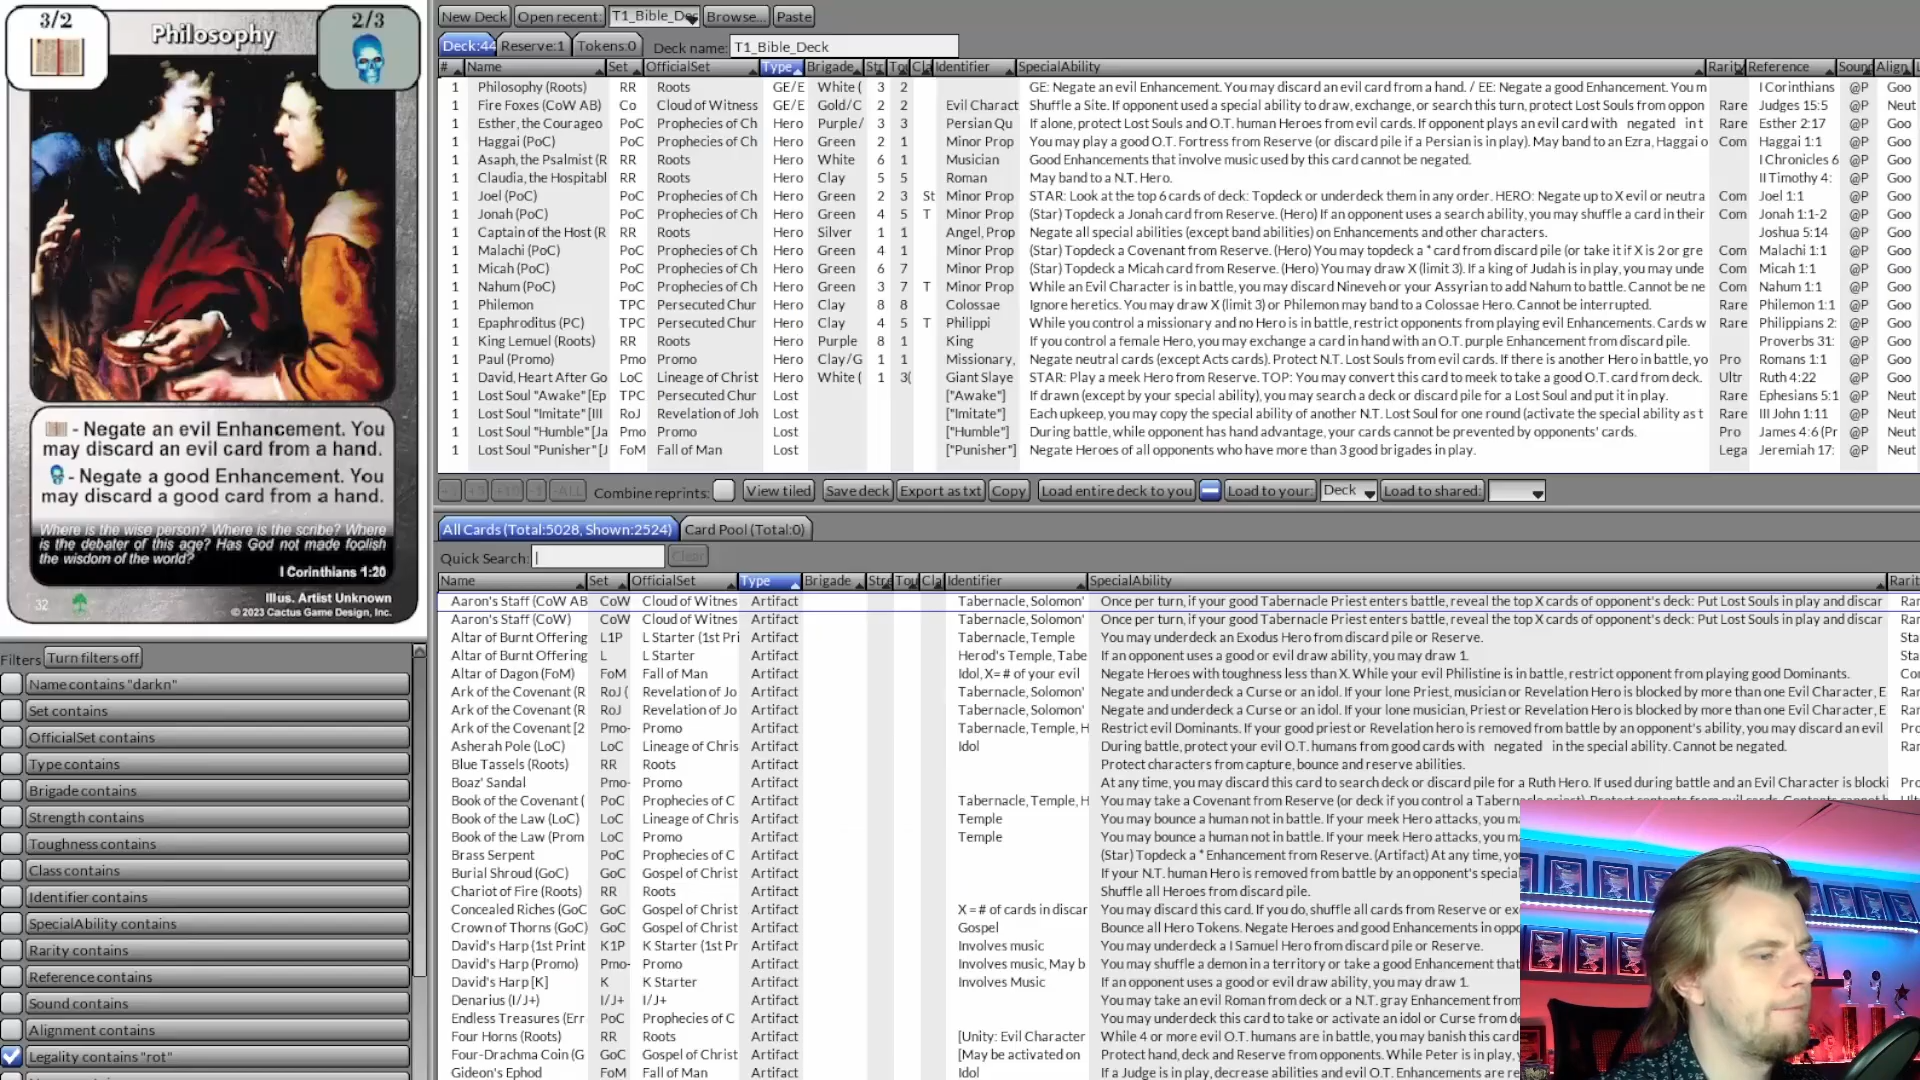 3/2
Philosophy
2/3
- Negate an evil Enhancement. You
may discard an evil card from a hand.
- Negate a good Enhancement. You
may discard a good card from a hand.
Where is the wise person? Where is the scribe? Where
is the debater of this age? Has God not made foolish
the wisdom of the world?
I Corinthians 1:20
32
Illus. Artist Unknown
© 2023 Cactus Game Design, Inc.
New Deck Open recent: T1_Bible_Dec Browse... Paste
Deck:44 Reserve:1 Tokens:0 Deck name: T1_Bible_Deck
# Name Set OfficialSet Type Brigade Str Tou Cla Identifier SpecialAbility Rarity Reference Sound Align
1 Philosophy (Roots) RR Roots GE/E White ( 3 2 GE: Negate an evil Enhancement. You may discard an evil card from a hand. / EE: Negate a good Enhancement. You m I Corinthians @P Goo
1 Fire Foxes (CoW AB) Co Cloud of Witness GE/E Gold/C 2 2 Evil Charact Shuffle a Site. If opponent used a special ability to draw, exchange, or search this turn, protect Lost Souls from oppon Rare Judges 15:5 @P Neut
1 Esther, the Courageo PoC Prophecies of Ch Hero Purple/ 3 3 Persian Qu If alone, protect Lost Souls and O.T. human Heroes from evil cards. If opponent plays an evil card with negated in t Rare Esther 2:17 @P Goo
1 Haggai (PoC) PoC Prophecies of Ch Hero Green 2 1 Minor Prop You may play a good O.T. Fortress from Reserve (or discard pile if a Persian is in play). May band to an Ezra, Haggai o Com Haggai 1:1 @P Goo
1 Asaph, the Psalmist (R RR Roots Hero White 6 1 Musician Good Enhancements that involve music used by this card cannot be negated. I Chronicles 6 @P Goo
1 Claudia, the Hospitabl RR Roots Hero Clay 5 5 Roman May band to a N.T. Hero. II Timothy 4: @P Goo
1 Joel (PoC) PoC Prophecies of Ch Hero Green 2 3 St Minor Prop STAR: Look at the top 6 cards of deck: Topdeck or underdeck them in any order. HERO: Negate up to X evil or neutra Com Joel 1:1 @P Goo
1 Jonah (PoC) PoC Prophecies of Ch Hero Green 4 5 T Minor Prop (Star) Topdeck a Jonah card from Reserve. (Hero) If an opponent uses a search ability, you may shuffle a card in their Com Jonah 1:1-2 @P Goo
1 Captain of the Host (R RR Roots Hero Silver 1 1 Angel, Prop Negate all special abilities (except band abilities) on Enhancements and other characters. Joshua 5:14 @P Goo
1 Malachi (PoC) PoC Prophecies of Ch Hero Green 4 1 Minor Prop (Star) Topdeck a Covenant from Reserve. (Hero) You may topdeck a * card from discard pile (or take it if X is 2 or gre Com Malachi 1:1 @P Goo
1 Micah (PoC) PoC Prophecies of Ch Hero Green 6 7 Minor Prop (Star) Topdeck a Micah card from Reserve. (Hero) You may draw X (limit 3). If a king of Judah is in play, you may unde Com Micah 1:1 @P Goo
1 Nahum (PoC) PoC Prophecies of Ch Hero Green 3 7 T Minor Prop While an Evil Character is in battle, you may discard Nineveh or your Assyrian to add Nahum to battle. Cannot be ne Com Nahum 1:1 @P Goo
1 Philemon TPC Persecuted Chur Hero Clay 8 8 Colossae Ignore heretics. You may draw X (limit 3) or Philemon may band to a Colossae Hero. Cannot be interrupted. Rare Philemon 1:1 @P Goo
1 Epaphroditus (PC) TPC Persecuted Chur Hero Clay 4 5 T Philippi While you control a missionary and no Hero is in battle, restrict opponents from playing evil Enhancements. Cards w Rare Philippians 2: @P Goo
1 King Lemuel (Roots) RR Roots Hero Purple 8 1 King If you control a female Hero, you may exchange a card in hand with an O.T. purple Enhancement from discard pile. Proverbs 31: @P Goo
1 Paul (Promo) Pmo Promo Hero Clay/G 1 1 Missionary, Negate neutral cards (except Acts cards). Protect N.T. Lost Souls from evil cards. If there is another Hero in battle, yo Pro Romans 1:1 @P Goo
1 David, Heart After Go LoC Lineage of Christ Hero White ( 1 3( Giant Slaye STAR: Play a meek Hero from Reserve. TOP: You may convert this card to meek to take a good O.T. card from deck. Ultr Ruth 4:22 @P Goo
1 Lost Soul "Awake" [Ep TPC Persecuted Chur Lost ["Awake"] If drawn (except by your special ability), you may search a deck or discard pile for a Lost Soul and put it in play. Rare Ephesians 5:1 @P Neut
1 Lost Soul "Imitate" [III RoJ Revelation of Joh Lost ["Imitate"] Each upkeep, you may copy the special ability of another N.T. Lost Soul for one round (activate the special ability as t Rare III John 1:11 @P Neut
1 Lost Soul "Humble" [Ja Pmo Promo Lost ["Humble"] During battle, while opponent has hand advantage, your cards cannot be prevented by opponents' cards. Pro James 4:6 (Pr @P Neut
1 Lost Soul "Punisher" [J FoM Fall of Man Lost ["Punisher"] Negate Heroes of all opponents who have more than 3 good brigades in play. Lega Jeremiah 17: @P Neut
Combine reprints: View tiled Save deck Export as txt Copy Load entire deck to you Load to your: Deck Load to shared:
All Cards (Total:5028, Shown:2524) Card Pool (Total:0)
Quick Search: Clear
Name Set OfficialSet Type Brigade Stre Tou Cla Identifier SpecialAbility Rarit
Aaron's Staff (CoW AB CoW Cloud of Witnes Artifact Tabernacle, Solomon' Once per turn, if your good Tabernacle Priest enters battle, reveal the top X cards of opponent's deck: Put Lost Souls in play and discar Rar
Aaron's Staff (CoW) CoW Cloud of Witnes Artifact Tabernacle, Solomon' Once per turn, if your good Tabernacle Priest enters battle, reveal the top X cards of opponent's deck: Put Lost Souls in play and discar Rar
Altar of Burnt Offering L1P L Starter (1st Pri Artifact Tabernacle, Temple You may underdeck an Exodus Hero from discard pile or Reserve. Sta
Altar of Burnt Offering L L Starter Artifact Herod's Temple, Tabe If an opponent uses a good or evil draw ability, you may draw 1. Sta
Altar of Dagon (FoM) FoM Fall of Man Artifact Idol, X= # of your evil Negate Heroes with toughness less than X. While your evil Philistine is in battle, restrict opponent from playing good Dominants. Cor
Ark of the Covenant (R RoJ ( Revelation of Jo Artifact Tabernacle, Solomon' Negate and underdeck a Curse or an idol. If your lone Priest, musician or Revelation Hero is blocked by more than one Evil Character, E Rar
Ark of the Covenant (R RoJ Revelation of Jo Artifact Tabernacle, Solomon' Negate and underdeck a Curse or an idol. If your lone musician, Priest or Revelation Hero is blocked by more than one Evil Character, E Rar
Ark of the Covenant [2 Pmo- Promo Artifact Tabernacle, Temple, H Restrict evil Dominants. If your good priest or Revelation hero is removed from battle by an opponent's ability, you may discard an evil Pro
Asherah Pole (LoC) LoC Lineage of Chris Artifact Idol During battle, protect your evil O.T. humans from good cards with negated in the special ability. Cannot be negated. Rar
Blue Tassels (Roots) RR Roots Artifact Protect characters from capture, bounce and reserve abilities.
Boaz' Sandal Pmo- Promo Artifact At any time, you may discard this card to search deck or discard pile for a Ruth Hero. If used during battle and an Evil Character is blocki Pro
Book of the Covenant ( PoC Prophecies of C Artifact Tabernacle, Temple, H You may take a Covenant from Reserve (or deck if you control a Tabernacle
Book of the Law (LoC) LoC Lineage of Chris Artifact Temple You may bounce a human not in battle. If your meek Hero attacks, you m
Book of the Law (Prom LoC Promo Artifact Temple You may bounce a human not in battle. If your meek Hero attacks, you m
Brass Serpent PoC Prophecies of C Artifact (Star) Topdeck a * Enhancement from Reserve. (Artifact) At any time, yo
Burial Shroud (GoC) GoC Gospel of Christ Artifact If your N.T. human Hero is removed from battle by an opponent's specia
Chariot of Fire (Roots) RR Roots Artifact Shuffle all Heroes from discard pile.
Concealed Riches (GoC GoC Gospel of Christ Artifact X = # of cards in discar You may discard this card. If you do, shuffle all cards from Reserve or ex
Crown of Thorns (GoC) GoC Gospel of Christ Artifact Gospel Bounce all Hero Tokens. Negate Heroes and good Enhancements in opp
David's Harp (1st Print K1P K Starter (1st Pr Artifact Involves music You may underdeck a I Samuel Hero from discard pile or Reserve.
David's Harp (Promo) Pmo- Promo Artifact Involves music, May b You may shuffle a demon in a territory or take a good Enhancement that
David's Harp [K] K K Starter Artifact Involves Music If an opponent uses a good or evil draw ability, you may draw 1.
Denarius (I/J+) I/J+ I/J+ Artifact You may take an evil Roman from deck or a N.T. gray Enhancement from
Endless Treasures (Err PoC Prophecies of C Artifact You may underdeck this card to take or activate an idol or Curse from de
Four Horns (Roots) RR Roots Artifact [Unity: Evil Character While 4 or more evil O.T. humans are in battle, you may banish this card
Four-Drachma Coin (G GoC Gospel of Christ Artifact [May be activated on Protect hand, deck and Reserve from opponents. While Peter is in play, y
Gideon's Ephod FoM Fall of Man Artifact Idol If a Judge is in play, decrease abilities and evil O.T. Enhancements are re
Filters Turn filters off
Name contains "darkn"
Set contains
OfficialSet contains
Type contains
Brigade contains
Strength contains
Toughness contains
Class contains
Identifier contains
SpecialAbility contains
Rarity contains
Reference contains
Sound contains
Alignment contains
Legality contains "rot"